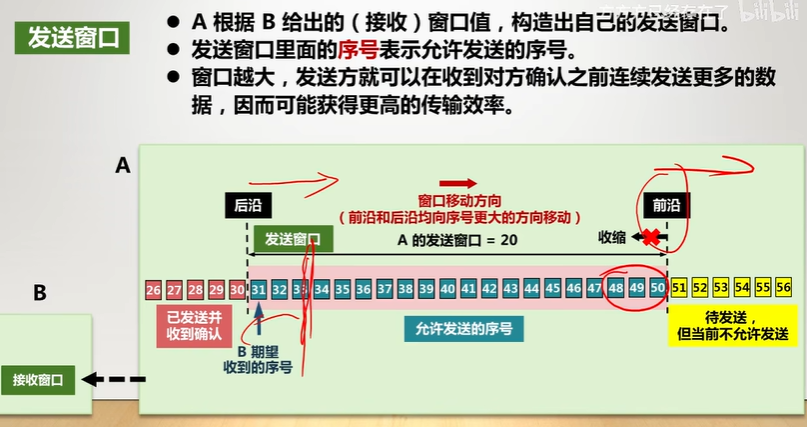 发送窗口
● A 根据 B 给出的（接收）窗口值，构造出自己的发送窗口。
● 发送窗口里面的序号表示允许发送的序号。
● 窗口越大，发送方就可以在收到对方确认之前连续发送更多的数
据，因而可能获得更高的传输效率。
bilibili
A
后沿
窗口移动方向
（前沿和后沿均向序号更大的方向移动）
前沿
发送窗口
A 的发送窗口 = 20
收缩
26 27 28 29 30 31 32 33 34 35 36 37 38 39 40 41 42 43 44 45 46 47 48 49 50 51 52 53 54 55 56
已发送并
收到确认
B 期望
收到的序号
允许发送的序号
待发送，
但当前不允许发送
B
接收窗口